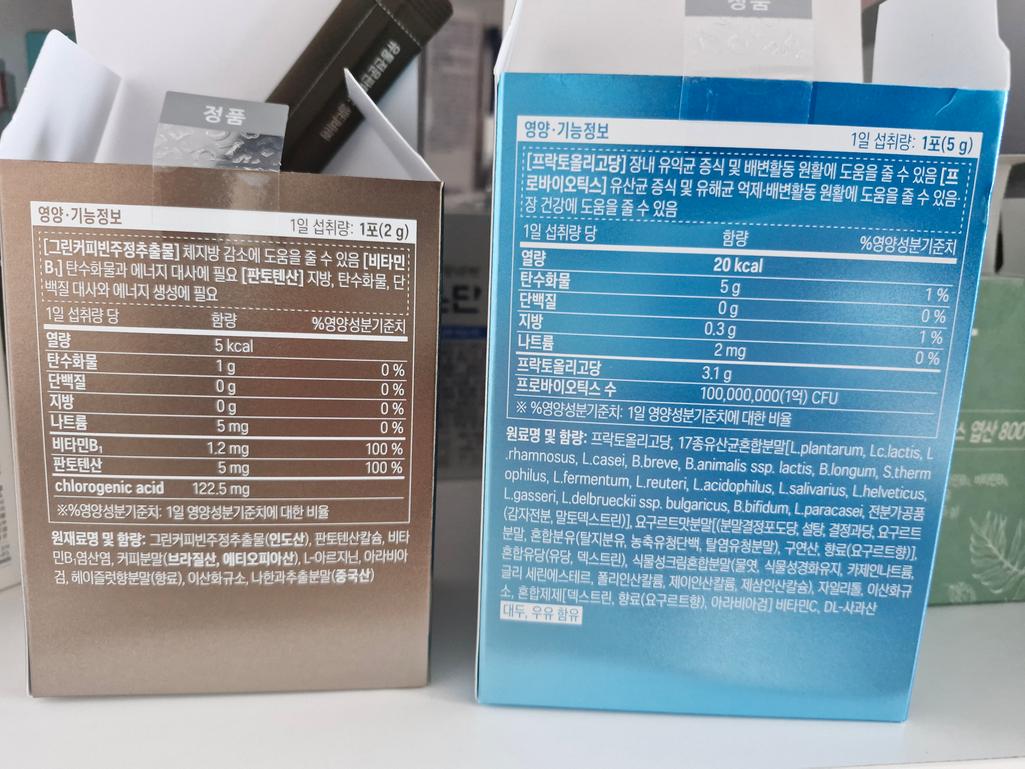 정품
영양·기능정보
1일 섭취량: 1포(2 g)
[그린커피빈주정추출물] 체지방 감소에 도움을 줄 수 있음 [비타민
B₁] 탄수화물과 에너지 대사에 필요 [판토텐산] 지방, 탄수화물, 단
백질 대사와 에너지 생성에 필요
1일 섭취량 당 함량 %영양성분기준치
열량 5 kcal
탄수화물 1 g 0 %
단백질 0 g 0 %
지방 0 g 0 %
나트륨 5 mg 0 %
비타민B₁ 1.2 mg 100 %
판토텐산 5 mg 100 %
chlorogenic acid 122.5 mg
※%영양성분기준치: 1일 영양성분기준치에 대한 비율
원재료명 및 함량: 그린커피빈주정추출물(인도산), 판토텐산칼슘, 비타
민B₁염산염, 커피분말(브라질산, 에티오피아산), L-아르지닌, 아라비아
검, 헤이즐럿향분말(향료), 이산화규소, 나한과추출분말(중국산)
정품
영양·기능정보
1일 섭취량: 1포(5 g)
[프락토올리고당] 장내 유익균 증식 및 배변활동 원활에 도움을 줄 수 있음 [프
로바이오틱스] 유산균 증식 및 유해균 억제·배변활동 원활에 도움을 줄 수 있음·
장 건강에 도움을 줄 수 있음
1일 섭취량 당 함량 %영양성분기준치
열량 20 kcal
탄수화물 5 g 1 %
단백질 0 g 0 %
지방 0.3 g 1 %
나트륨 2 mg 0 %
프락토올리고당 3.1 g
프로바이오틱스 수 100,000,000(1억) CFU
※ %영양성분기준치: 1일 영양성분기준치에 대한 비율
원료명 및 함량: 프락토올리고당, 17종유산균혼합분말[L.plantarum, Lc.lactis, L
.rhamnosus, L.casei, B.breve, B.animalis ssp. lactis, B.longum, S.therm
ophilus, L.fermentum, L.reuteri, L.acidophilus, L.salivarius, L.helveticus,
L.gasseri, L.delbrueckii ssp. bulgaricus, B.bifidum, L.paracasei, 전분가공품
(감자전분, 말토덱스트린)], 요구르트맛분말[(분말결정포도당, 설탕, 결정과당, 요구르트
분말, 혼합분유(탈지분유, 농축유청단백, 탈염유청분말), 구연산, 향료(요구르트향)],
혼합유당(유당, 덱스트린), 식물성크림혼합분말(물엿, 식물성경화유지, 카제인나트륨,
글리 세린에스테르, 폴리인산칼륨, 제이인산칼륨, 제삼인산칼슘), 자일리톨, 이산화규
소, 혼합제제[덱스트린, 향료(요구르트향), 아라비아검] 비타민C, DL-사과산
대두, 우유 함유
스 엽산 800